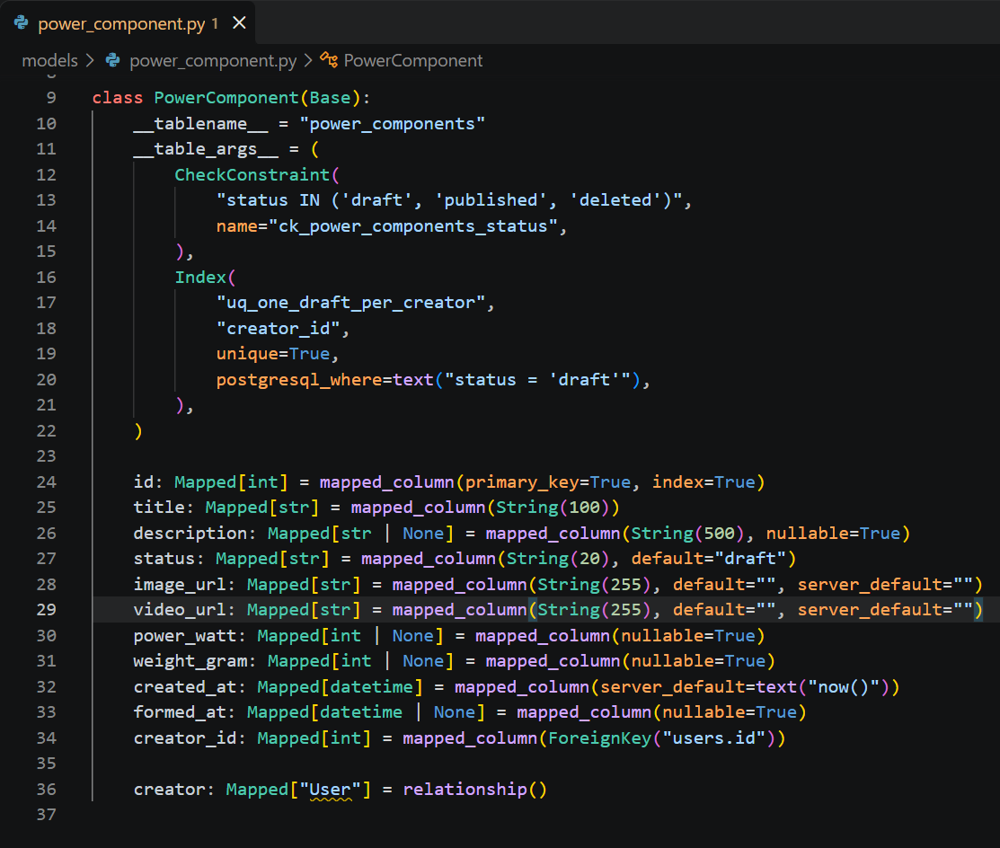 power_component.py 1
models > power_component.py > PowerComponent
9 class PowerComponent(Base):
10     __tablename__ = "power_components"
11     __table_args__ = (
12         CheckConstraint(
13             "status IN ('draft', 'published', 'deleted')",
14             name="ck_power_components_status",
15         ),
16         Index(
17             "uq_one_draft_per_creator",
18             "creator_id",
19             unique=True,
20             postgresql_where=text("status = 'draft'"),
21         ),
22     )
23
24     id: Mapped[int] = mapped_column(primary_key=True, index=True)
25     title: Mapped[str] = mapped_column(String(100))
26     description: Mapped[str | None] = mapped_column(String(500), nullable=True)
27     status: Mapped[str] = mapped_column(String(20), default="draft")
28     image_url: Mapped[str] = mapped_column(String(255), default="", server_default="")
29     video_url: Mapped[str] = mapped_column(String(255), default="", server_default="")
30     power_watt: Mapped[int | None] = mapped_column(nullable=True)
31     weight_gram: Mapped[int | None] = mapped_column(nullable=True)
32     created_at: Mapped[datetime] = mapped_column(server_default=text("now()"))
33     formed_at: Mapped[datetime | None] = mapped_column(nullable=True)
34     creator_id: Mapped[int] = mapped_column(ForeignKey("users.id"))
35
36     creator: Mapped["User"] = relationship()
37